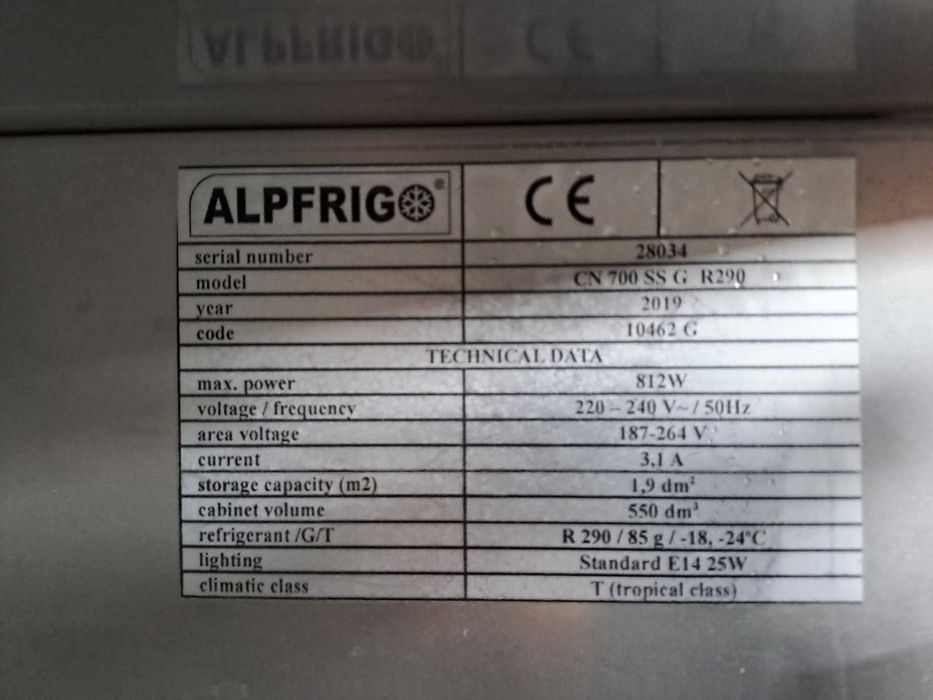 ALPFRIGO® CE
serial number 28034
model CN 700 SS G R290
year 2019
code 10462 G
TECHNICAL DATA
max. power 812W
voltage / frequency 220 – 240 V~ / 50Hz
area voltage 187-264 V
current 3,1 A
storage capacity (m2) 1,9 dm²
cabinet volume 550 dm³
refrigerant /G/T R 290 / 85 g / -18, -24ºC
lighting Standard E14 25W
climatic class T (tropical class)